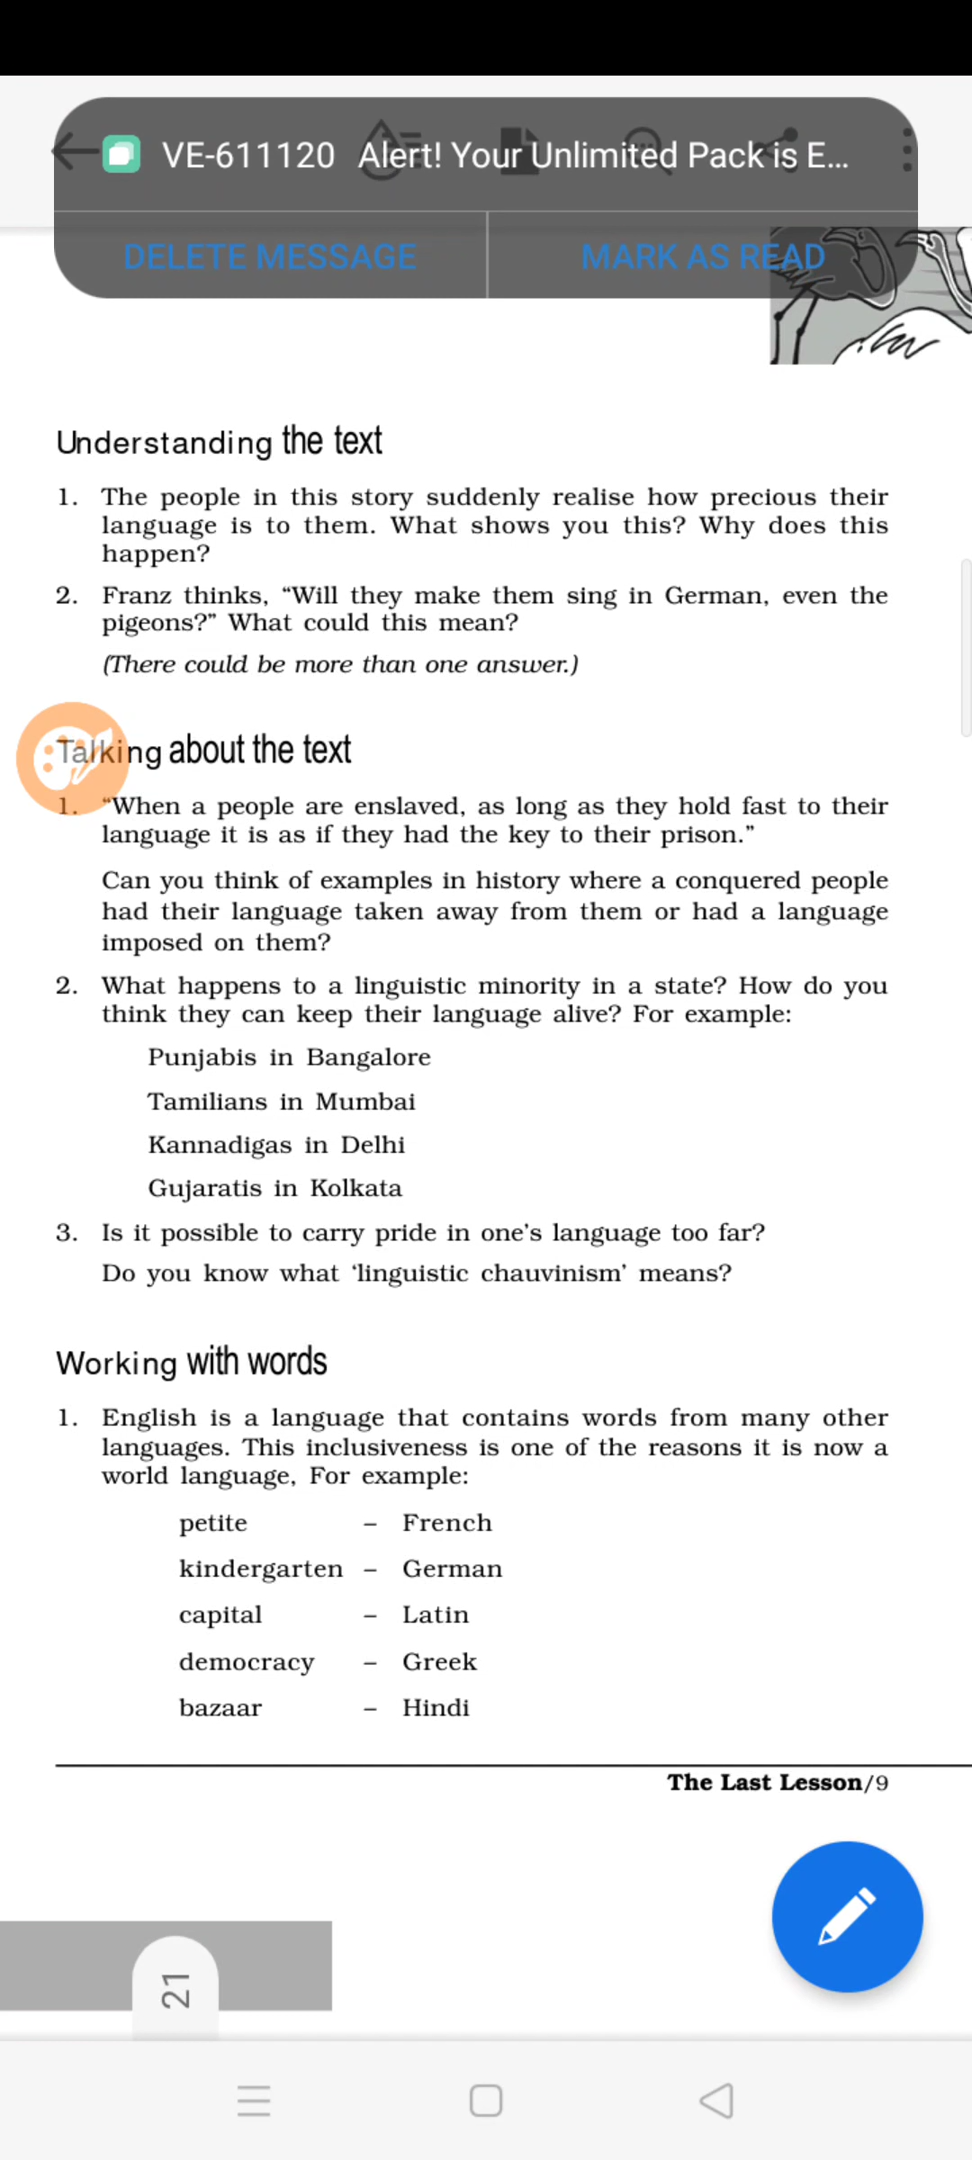 VE-611120 Alert! Your Unlimited Pack is E...
DELETE MESSAGE MARK AS READ
Understanding the text
1. The people in this story suddenly realise how precious their
language is to them. What shows you this? Why does this
happen?
2. Franz thinks, “Will they make them sing in German, even the
pigeons?” What could this mean?
(There could be more than one answer.)
Talking about the text
1. “When a people are enslaved, as long as they hold fast to their
language it is as if they had the key to their prison.”
Can you think of examples in history where a conquered people
had their language taken away from them or had a language
imposed on them?
2. What happens to a linguistic minority in a state? How do you
think they can keep their language alive? For example:
Punjabis in Bangalore
Tamilians in Mumbai
Kannadigas in Delhi
Gujaratis in Kolkata
3. Is it possible to carry pride in one’s language too far?
Do you know what ‘linguistic chauvinism’ means?
Working with words
1. English is a language that contains words from many other
languages. This inclusiveness is one of the reasons it is now a
world language, For example:
petite – French
kindergarten – German
capital – Latin
democracy – Greek
bazaar – Hindi
The Last Lesson/9
21